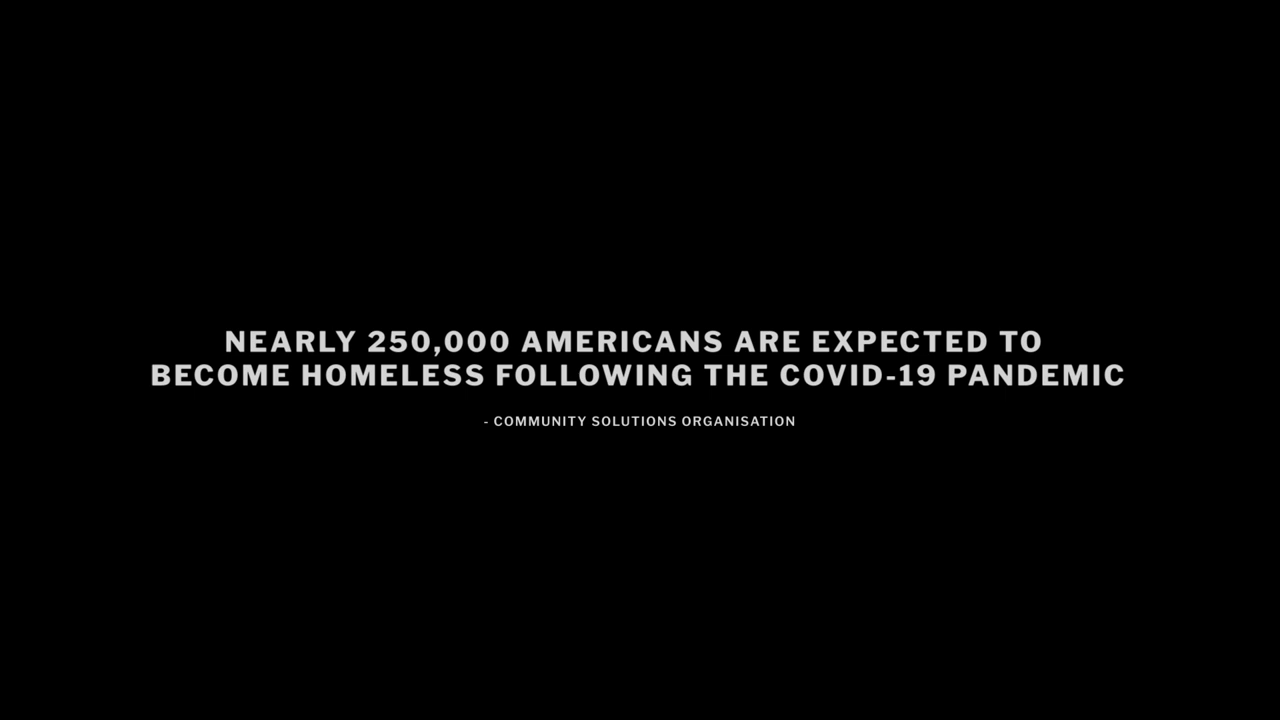 NEARLY 250,000 AMERICANS ARE EXPECTED TO
BECOME HOMELESS FOLLOWING THE COVID-19 PANDEMIC
- COMMUNITY SOLUTIONS ORGANISATION